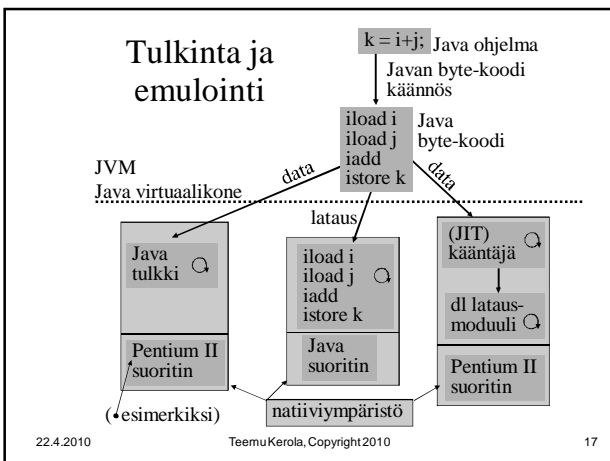 Tulkinta ja
emulointi
k = i+j; Java ohjelma
Javan byte-koodi
käännös
iload i
iload j
iadd
istore k
Java
byte-koodi
JVM
Java virtuaalikone
data
lataus
data
Java
tulkki
Pentium II
suoritin
iload i
iload j
iadd
istore k
Java
suoritin
(JIT)
kääntäjä
dl lataus-
moduuli
Pentium II
suoritin
( esimerkiksi)
natiiviympäristö
22.4.2010 Teemu Kerola, Copyright 2010 17